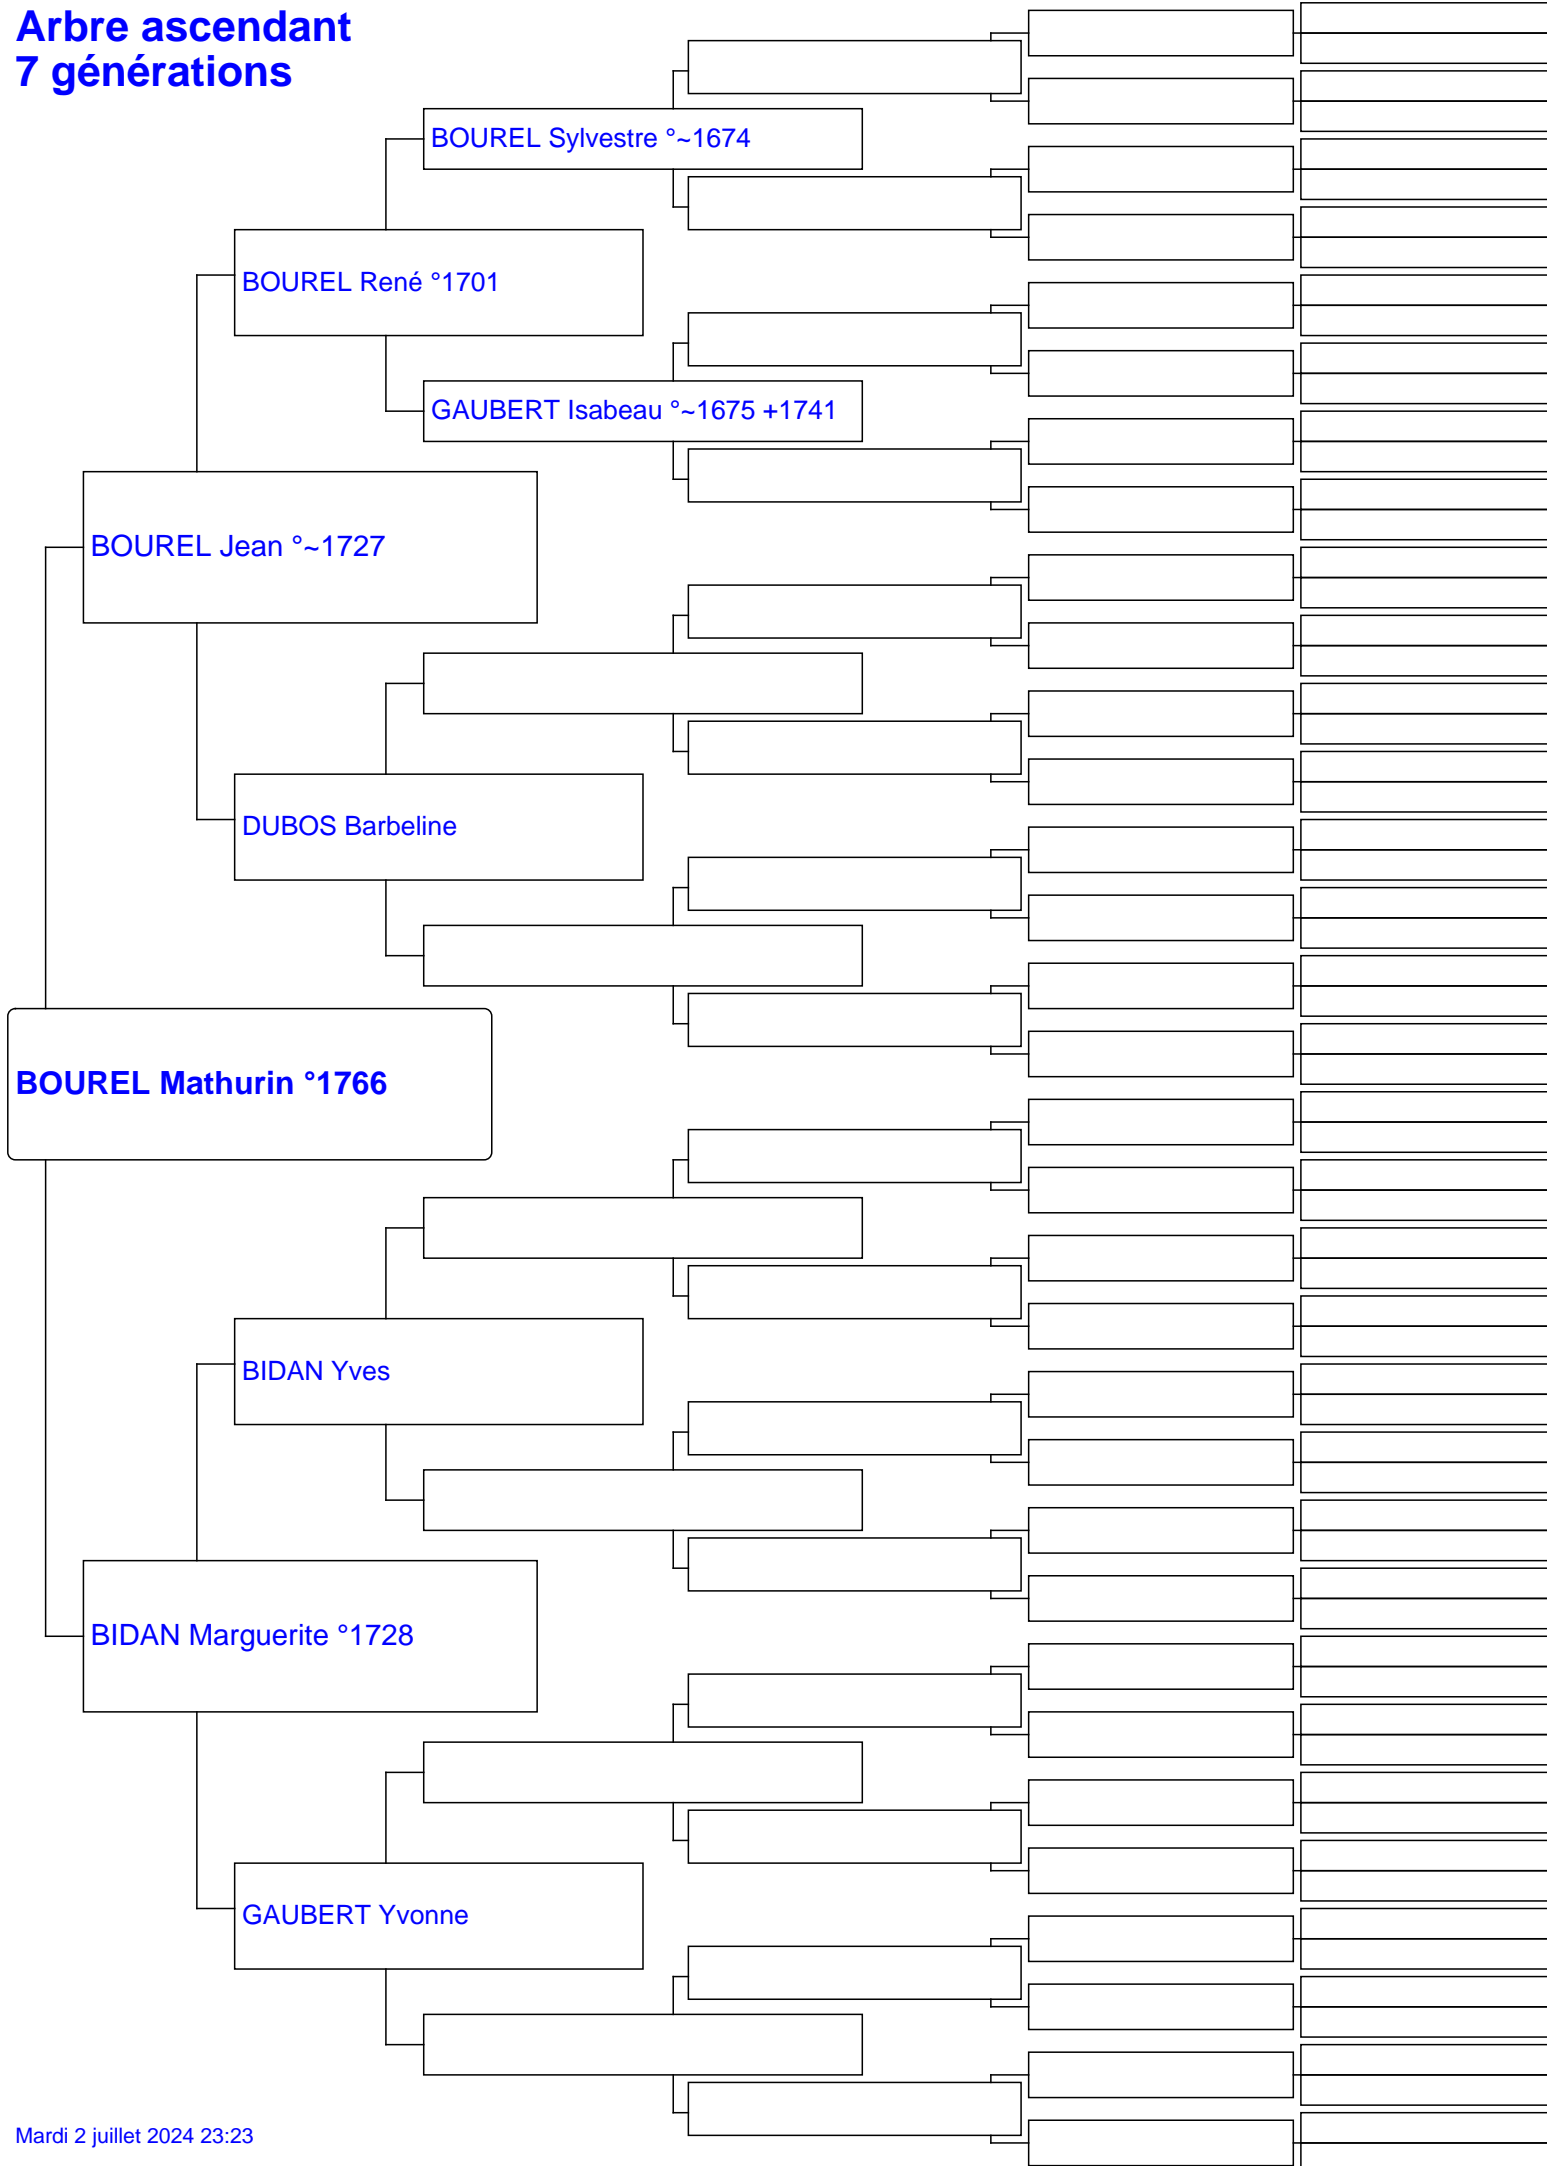 Arbre ascendant
7 générations
BOUREL Sylvestre °~1674
BOUREL René °1701
GAUBERT Isabeau °~1675 +1741
BOUREL Jean °~1727
DUBOS Barbeline
BOUREL Mathurin °1766
BIDAN Yves
BIDAN Marguerite °1728
GAUBERT Yvonne
Mardi 2 juillet 2024 23:23